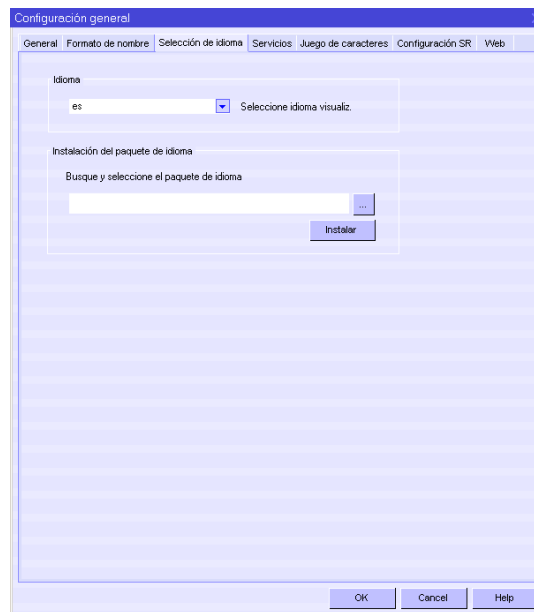 Configuración general
General Formato de nombre Selección de idioma Servicios Juego de caracteres Configuración SR Web
Idioma
es Seleccione idioma visualiz.
Instalación del paquete de idioma
Busque y seleccione el paquete de idioma
...
Instalar
OK Cancel Help